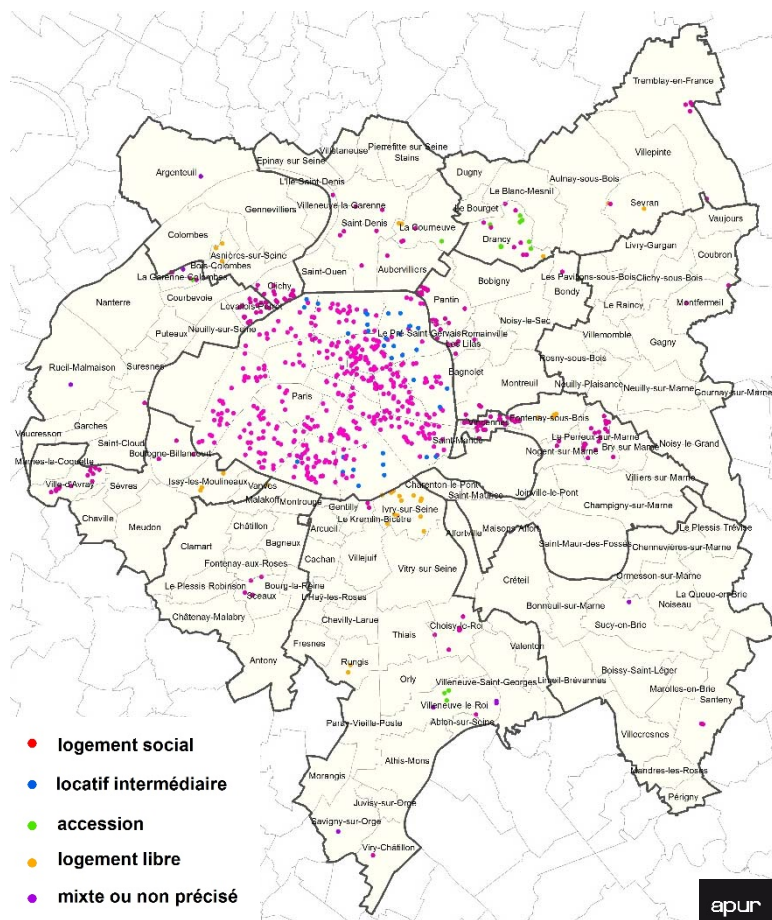 Tremblay-en-France
Villetaneuse
Pierrefitte sur Seine
Epinay sur Seine
Stains
Villepinte
Argenteuil
Dugny
L'Ile-Saint-Denis
Le Blanc-Mesnil
Aulnay-sous-Bois
Villeneuve-la-Garenne
Le Bourget
Sevran
Gennevilliers
Saint-Denis
La Courneuve
Vaujours
Colombes
Drancy
Livry-Gargan
Asnières-sur-Seine
Coubron
Bois-Colombes
Saint-Ouen
Aubervilliers
La Garenne-Colombes
Clichy
Bobigny
Les Pavillons-sous-Bois
Clichy-sous-Bois
Bondy
Nanterre
Courbevoie
Levallois-Perret
Pantin
Le Raincy
Montfermeil
Noisy-le-Sec
Puteaux
Neuilly-sur-Seine
Le Pré Saint-Gervais
Romainville
Villemomble
Gagny
Les Lilas
Rosny-sous-Bois
Rueil-Malmaison
Suresnes
Bagnolet
Montreuil
Neuilly-Plaisance
Neuilly-sur-Marne
Gournay-sur-Marne
Paris
Garches
Fontenay-sous-Bois
Vaucresson
Saint-Cloud
Vincennes
Saint-Mandé
Le Perreux-sur-Marne
Noisy-le-Grand
Marnes-la-Coquette
Boulogne-Billancourt
Nogent-sur-Marne
Bry sur Marne
Ville-d'Avray
Sèvres
Issy-les-Moulineaux
Vanves
Charenton-le-Pont
Villiers sur Marne
Malakoff
Montrouge
Saint-Maurice
Joinville-le-Pont
Chaville
Gentilly
Ivry-sur-Seine
Champigny-sur-Marne
Meudon
Le Kremlin-Bicêtre
Le Plessis Trévise
Châtillon
Arcueil
Alfortville
Maisons-Alfort
Clamart
Bagneux
Cachan
Villejuif
Saint-Maur-des-Fossés
Chennevières-sur-Marne
Fontenay-aux-Roses
Vitry sur Seine
Ormesson-sur-Marne
Le Plessis Robinson
Bourg-la-Reine
Créteil
La Queue-en-Brie
Sceaux
L'Haÿ-les-Roses
Bonneuil-sur-Marne
Noiseau
Châtenay-Malabry
Chevilly-Larue
Choisy-le-Roi
Sucy-en-Brie
Thiais
Fresnes
Valenton
Antony
Rungis
Boissy-Saint-Léger
Orly
Villeneuve-Saint-Georges
Limeil-Brévannes
Marolles-en-Brie
Villeneuve le Roi
Santeny
Paray-Vieille-Poste
Ablon-sur-Seine
Villecresnes
Athis-Mons
Mandres-les-Roses
Morangis
Périgny
Juvisy-sur-Orge
Savigny-sur-Orge
Viry-Châtillon
logement social
locatif intermédiaire
accession
logement libre
mixte ou non précisé
apur